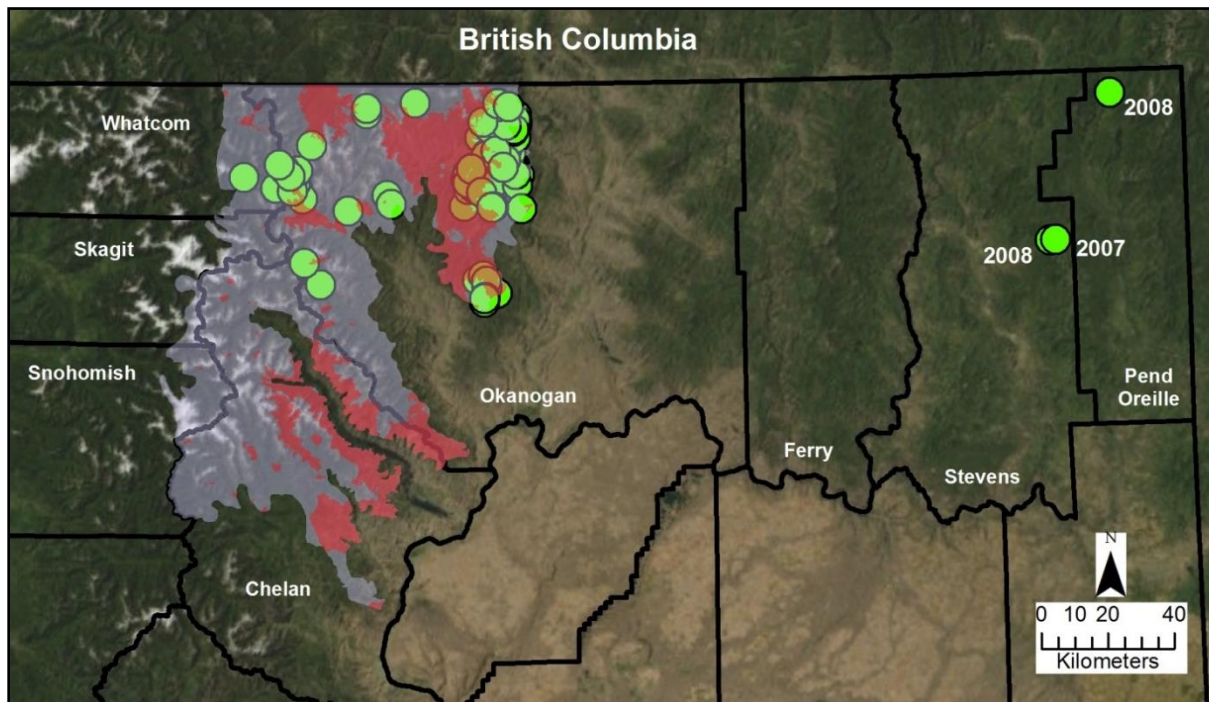 British Columbia
Whatcom
2008
Skagit
2008
2007
Snohomish
Okanogan
Pend
Oreille
Ferry
Stevens
Chelan
N
0 10 20 40
Kilometers